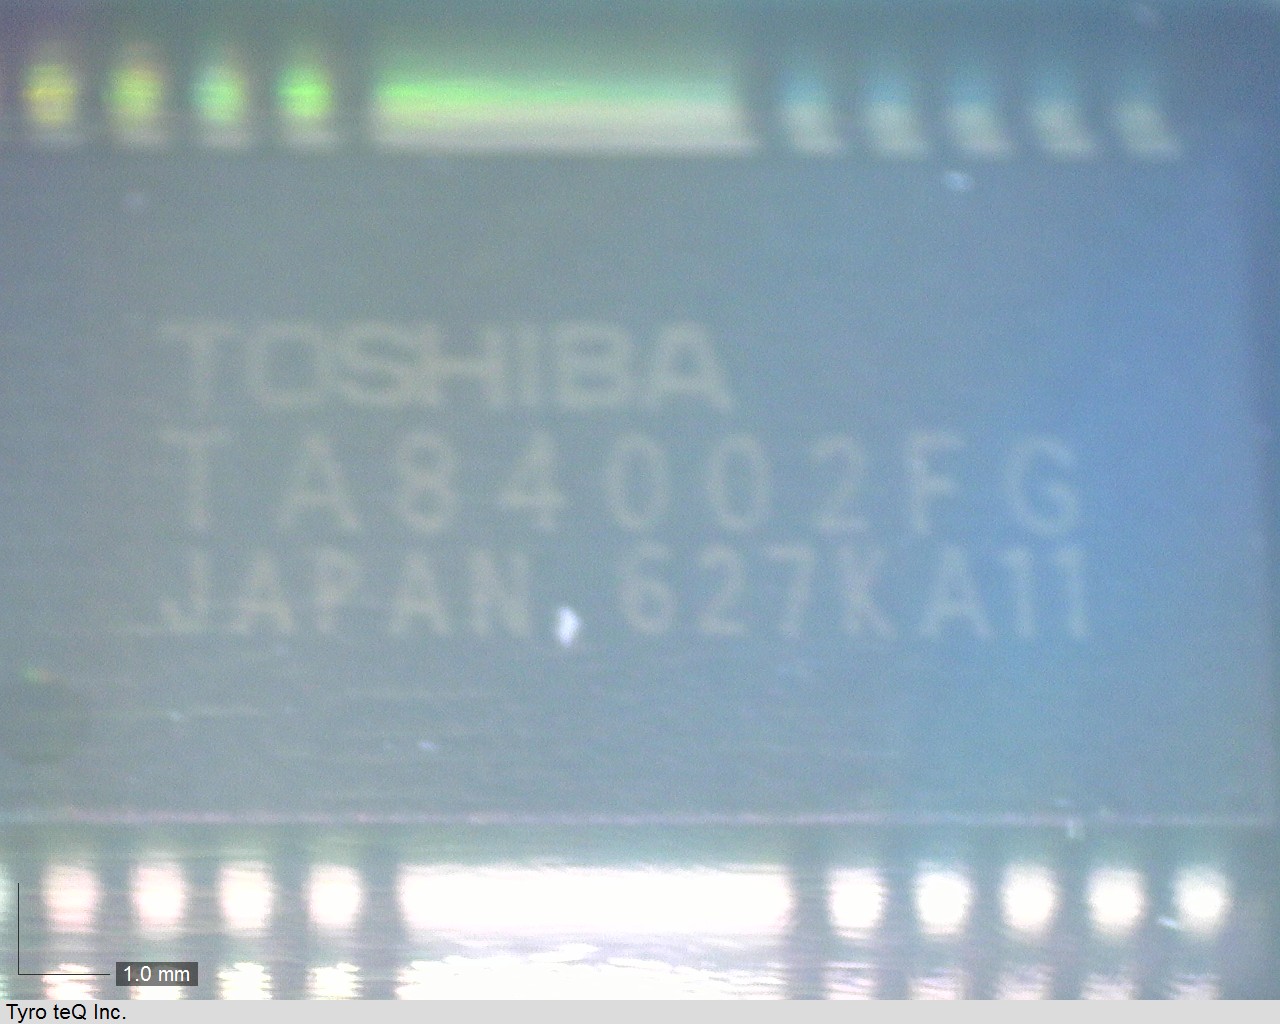 TOSHIBA
TA84002FG
JAPAN 627KA11
1.0 mm
Tyro teQ Inc.